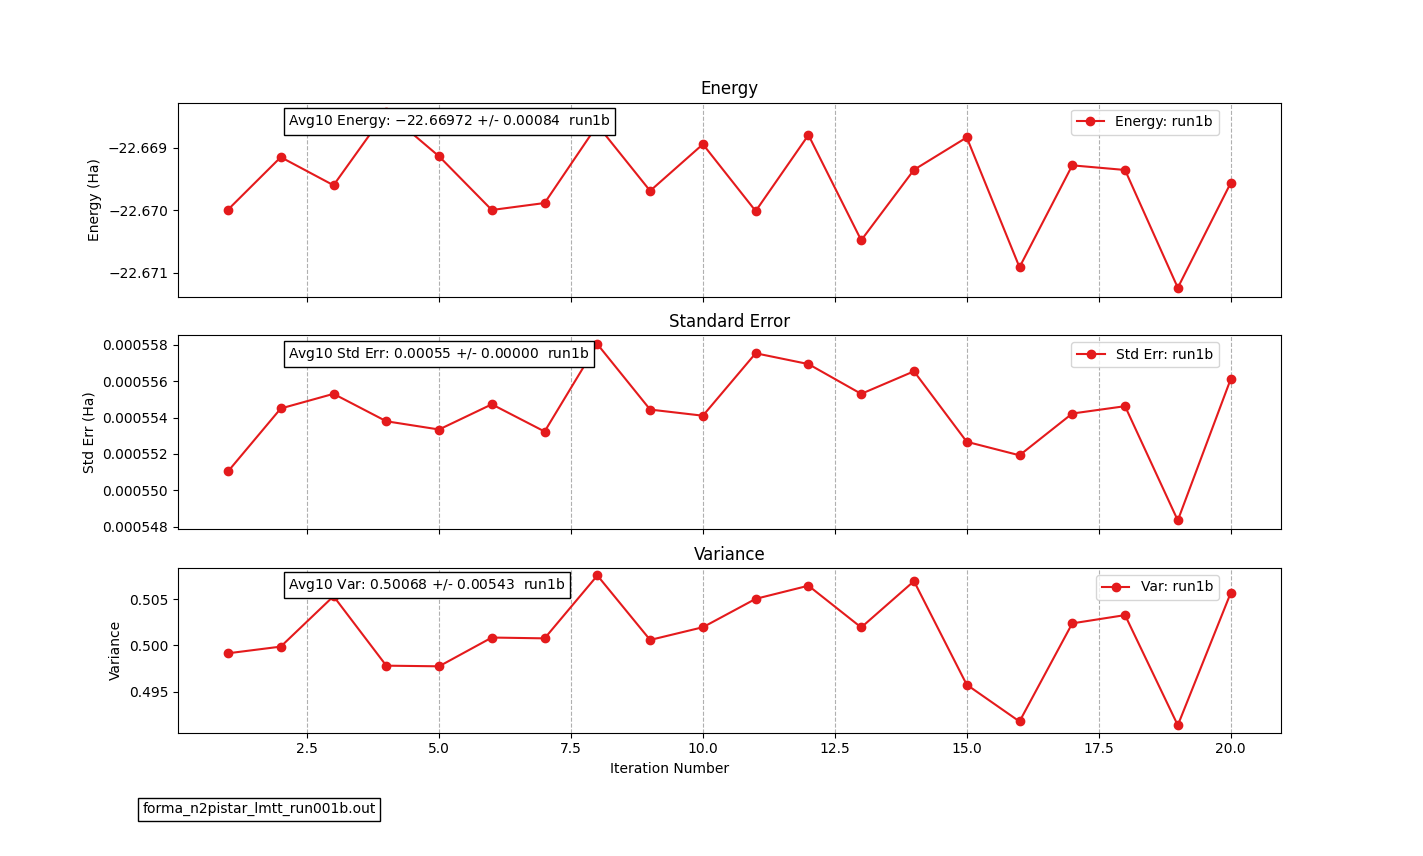 Energy
Avg10 Energy: −22.66972 +/- 0.00084 run1b
Energy: run1b
−22.669
−22.670
−22.671
Energy (Ha)
Standard Error
Avg10 Std Err: 0.00055 +/- 0.00000 run1b
Std Err: run1b
0.000558
0.000556
0.000554
0.000552
0.000550
0.000548
Std Err (Ha)
Variance
Avg10 Var: 0.50068 +/- 0.00543 run1b
Var: run1b
0.505
0.500
0.495
Variance
2.5 5.0 7.5 10.0 12.5 15.0 17.5 20.0
Iteration Number
forma_n2pistar_lmtt_run001b.out